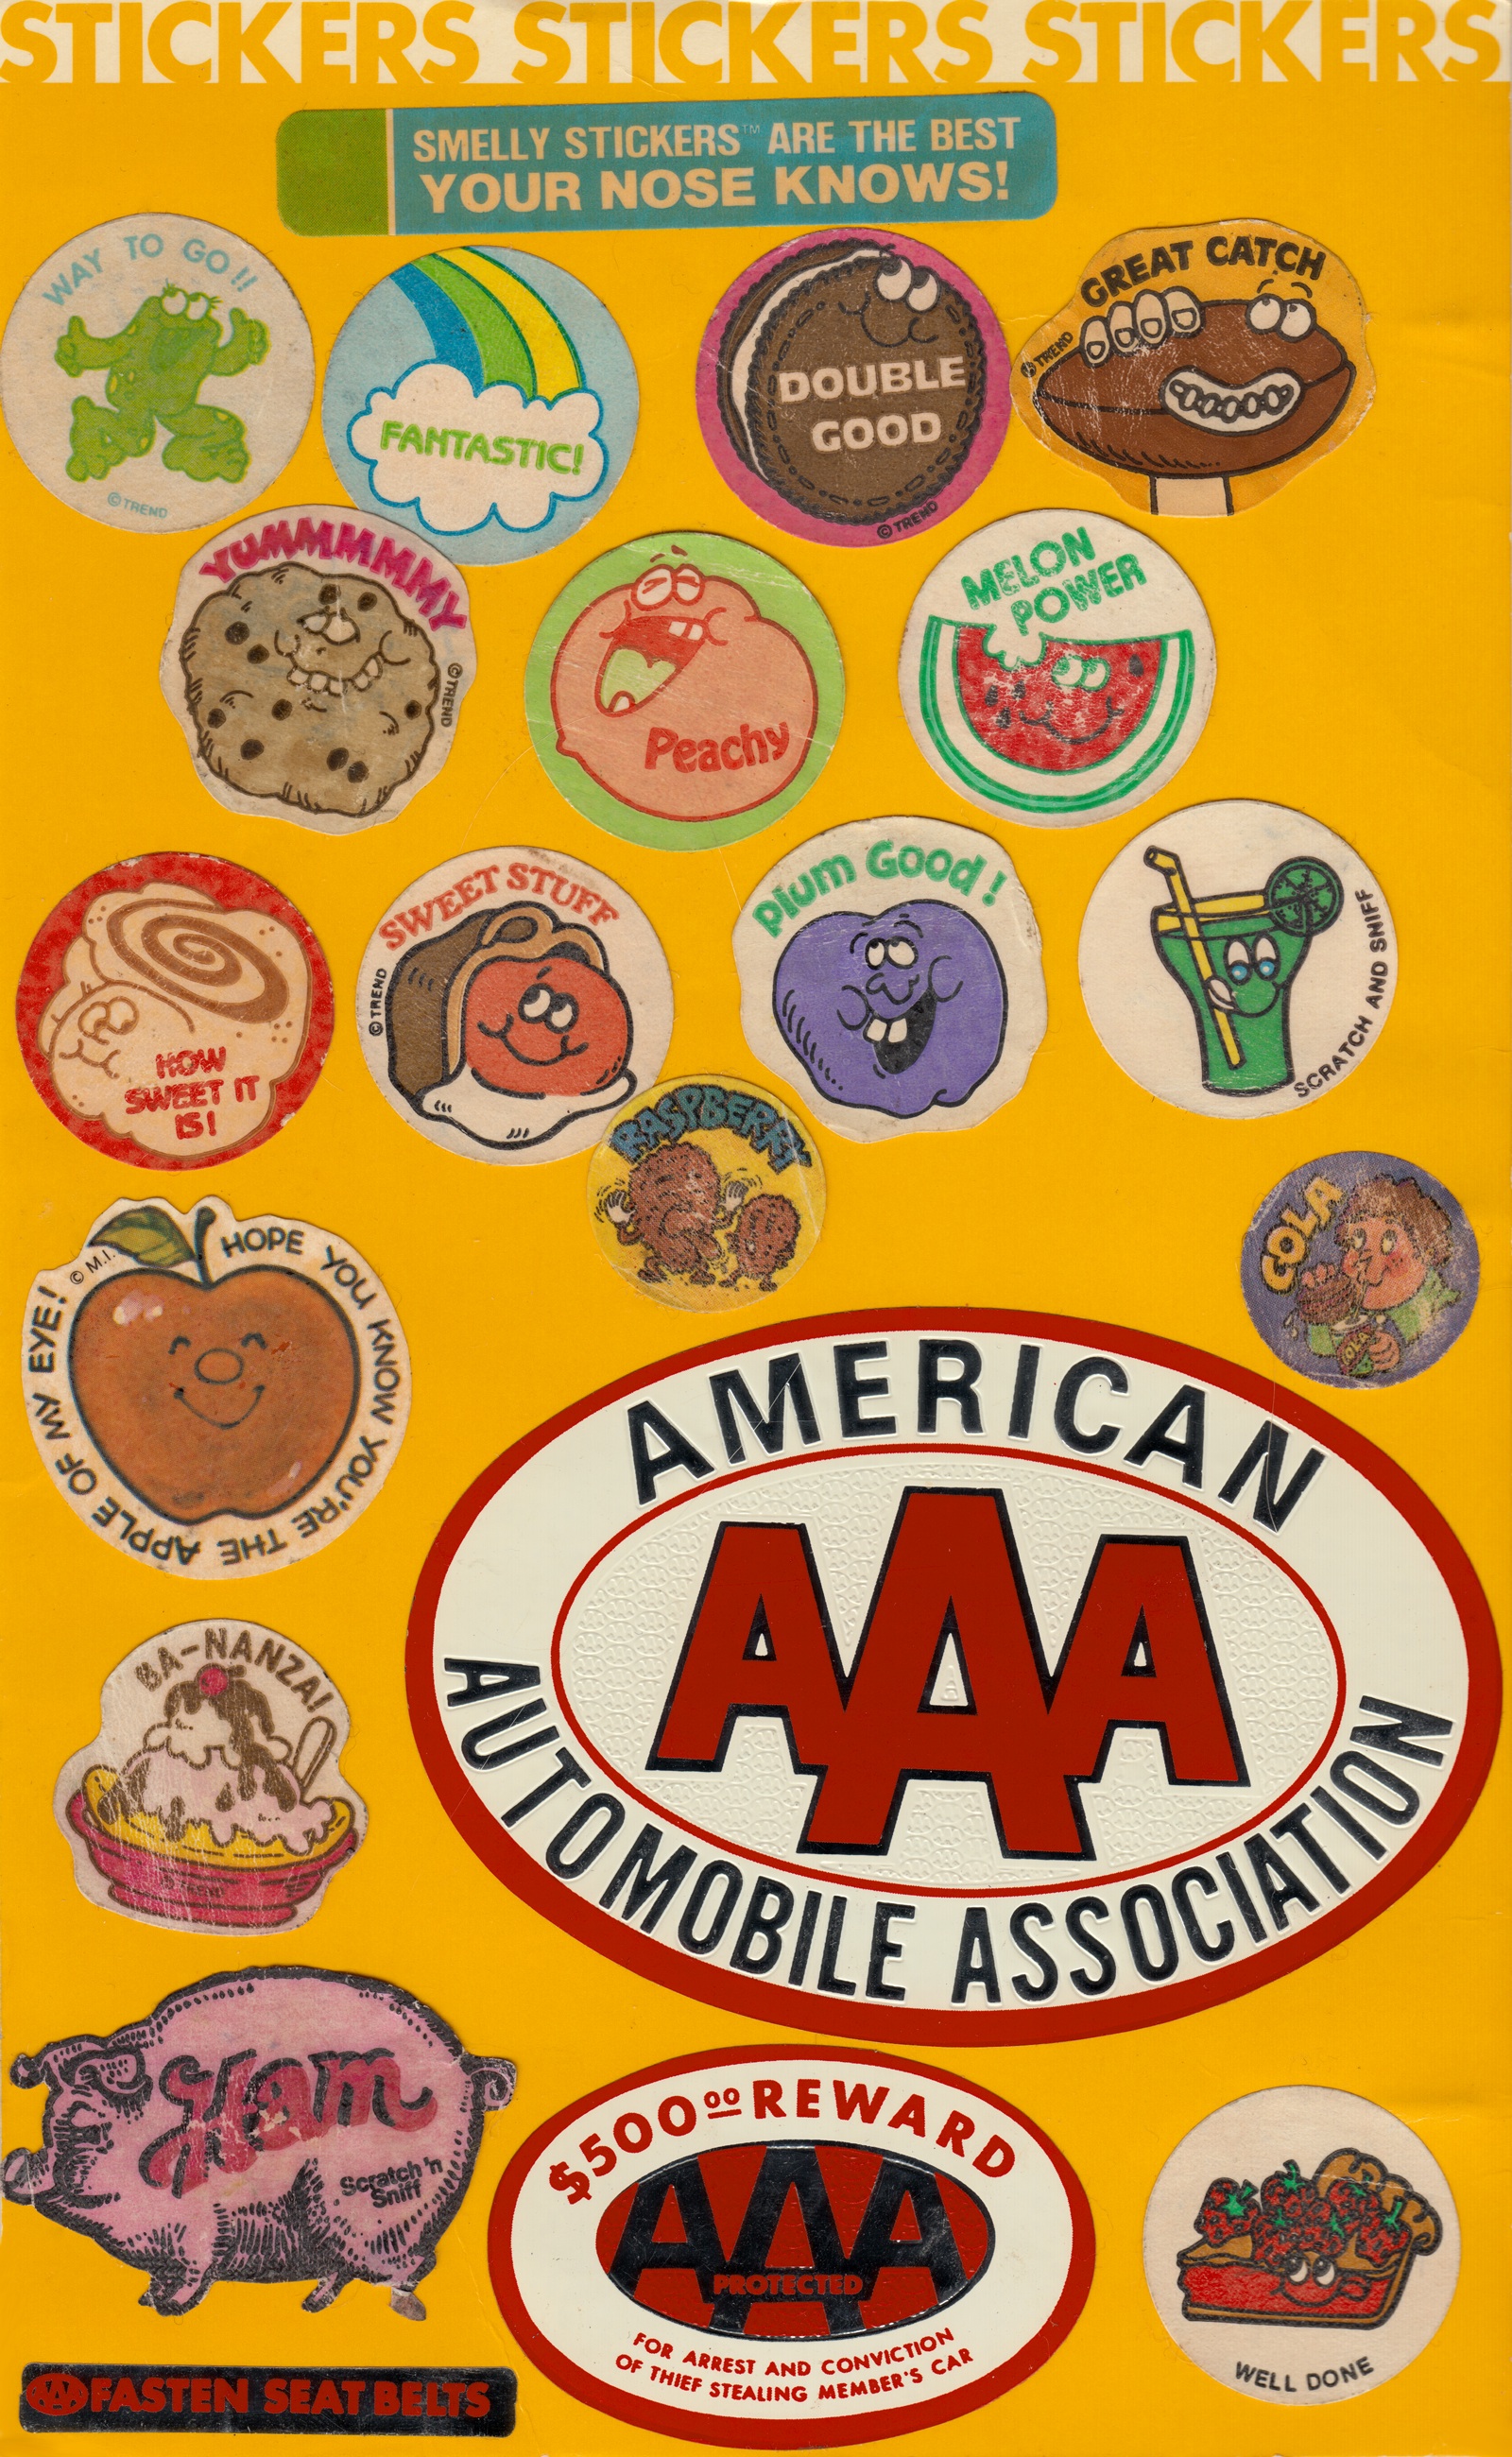 STICKERS STICKERS STICKERS
SMELLY STICKERS™ ARE THE BEST
YOUR NOSE KNOWS!
WAY TO GO!!
©TREND
FANTASTIC!
DOUBLE
GOOD
©TREND
GREAT CATCH
©TREND
YUMMMMMY
©TREND
Peachy
MELON
POWER
HOW
SWEET IT
IS!
SWEET STUFF
©TREND
Plum Good!
SCRATCH AND SNIFF
RASPBERRY
COLA
COLA
HOPE YOU KNOW YOU'RE THE APPLE OF MY EYE!
© M.I.
AMERICAN
AAA
AUTOMOBILE ASSOCIATION
BA-NANZA!
Ham
Scratch 'n
Sniff
$500.00 REWARD
AAA
PROTECTED
FOR ARREST AND CONVICTION
OF THIEF STEALING MEMBER'S CAR
WELL DONE
AAA FASTEN SEAT BELTS